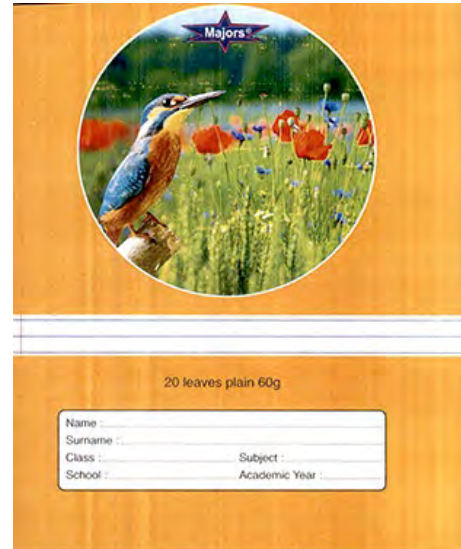 Majors®
20 leaves plain 60g
Name :
Surname :
Class : Subject :
School : Academic Year :